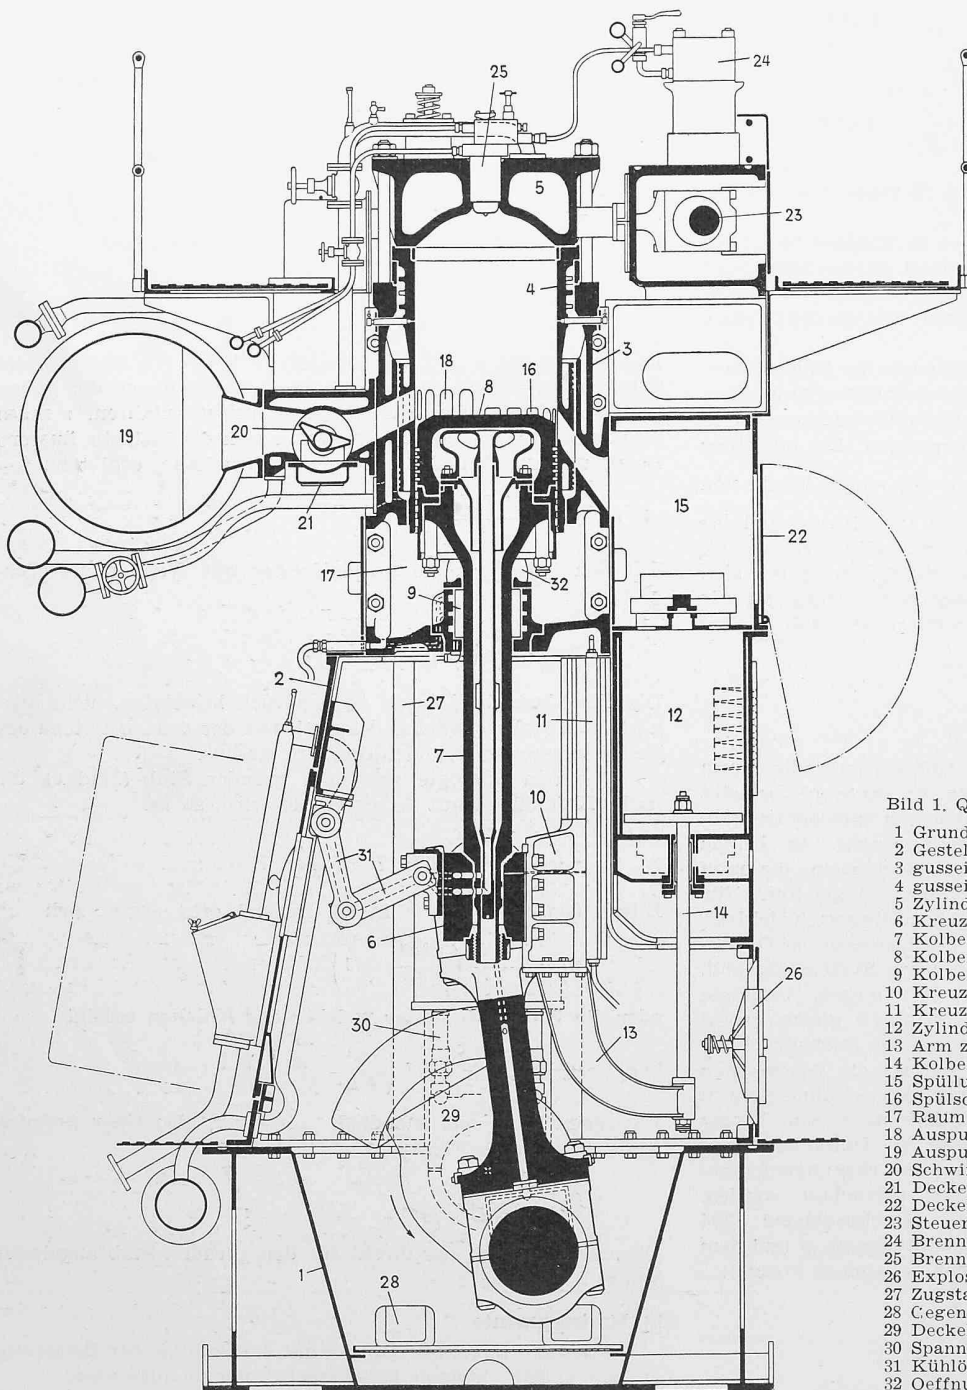 25
24
5
23
4
3
18
8
16
19
20
15
21
22
17
32
9
2
27
11
12
7
10
31
14
6
26
30
13
29
28
1
Bild 1. Q
1 Grund
2 Gestel
3 gussei
4 gussei
5 Zylind
6 Kreuz
7 Kolbe
8 Kolbe
9 Kolbe
10 Kreuz
11 Kreuz
12 Zylind
13 Arm z
14 Kolbe
15 Spüllu
16 Spülsc
17 Raum
18 Auspu
19 Auspu
20 Schwi
21 Decke
22 Decke
23 Steuer
24 Brenn
25 Brenn
26 Explos
27 Zugsta
28 Gegen
29 Decke
30 Spann
31 Kühlö
32 Oeffnu